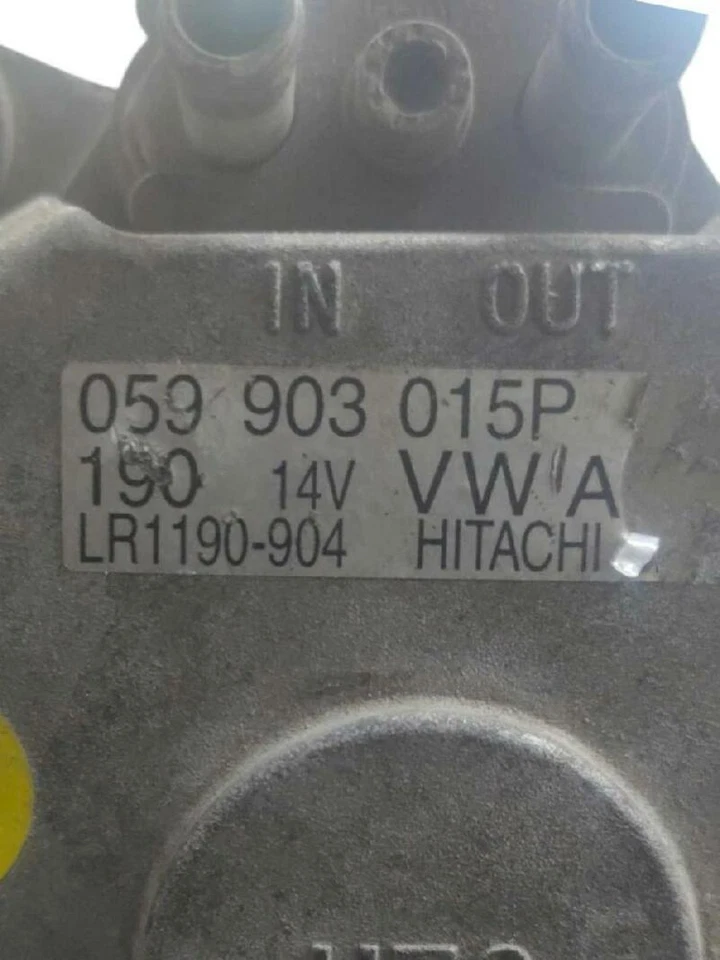 IN OUT
059 903 015P
190 14V VW A
LR1190-904 HITACHI